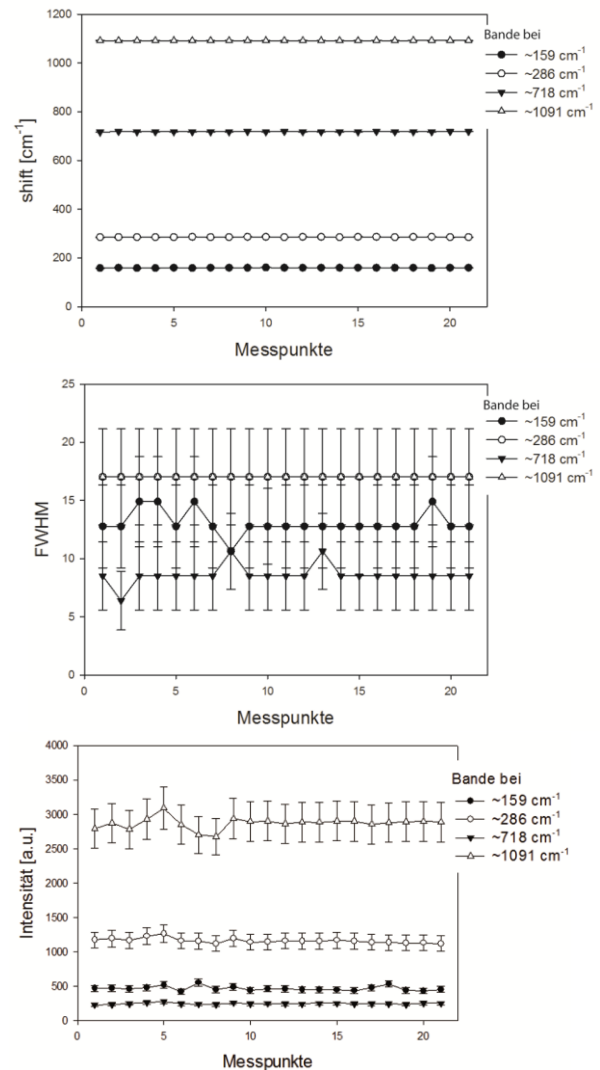 1200
1000
800
600
400
200
0
shift [cm-1]
0 5 10 15 20
Messpunkte
Bande bei
~159 cm-1
~286 cm-1
~718 cm-1
~1091 cm-1
25
20
15
10
5
0
FWHM
0 5 10 15 20
Messpunkte
Bande bei
~159 cm-1
~286 cm-1
~718 cm-1
~1091 cm-1
4000
3500
3000
2500
2000
1500
1000
500
0
Intensität [a.u.]
0 5 10 15 20
Messpunkte
Bande bei
~159 cm-1
~286 cm-1
~718 cm-1
~1091 cm-1